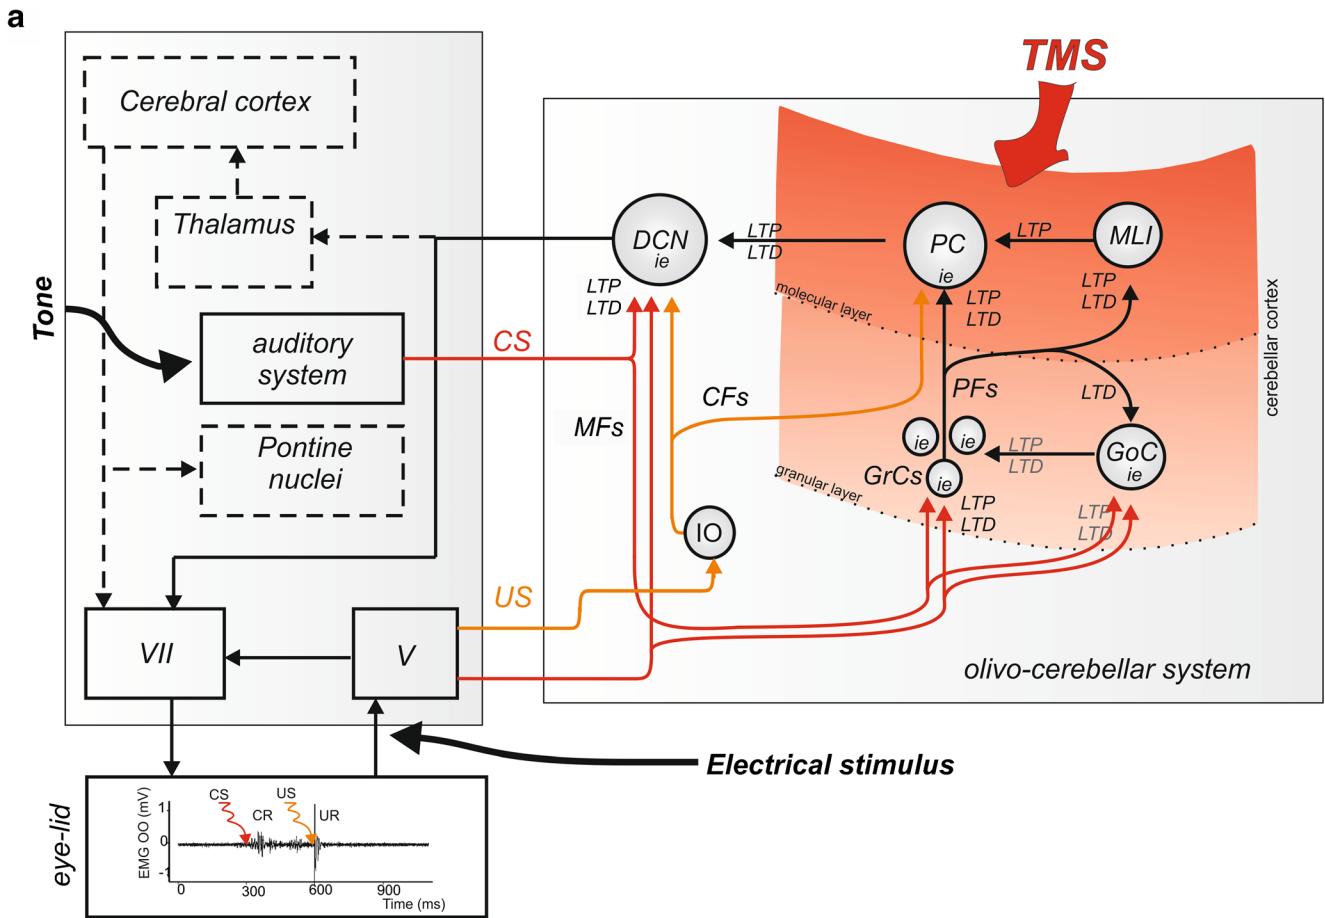 a
TMS
Cerebral cortex
Thalamus
Tone
auditory
system
Pontine
nuclei
VII
V
CS
US
MFs
CFs
DCN
ie
LTP
LTD
LTP
LTD
PC
ie
LTP
MLI
LTP
LTD
LTP
LTD
molecular layer
PFs
LTD
ie
ie
GrCs
ie
LTP
LTD
GoC
ie
LTP
LTD
LTP
LTD
granular layer
IO
cerebellar cortex
olivo-cerebellar system
Electrical stimulus
eye-lid
EMG OO (mV)
1
0
-1
CS
CR
US
UR
0
300
600
900
Time (ms)